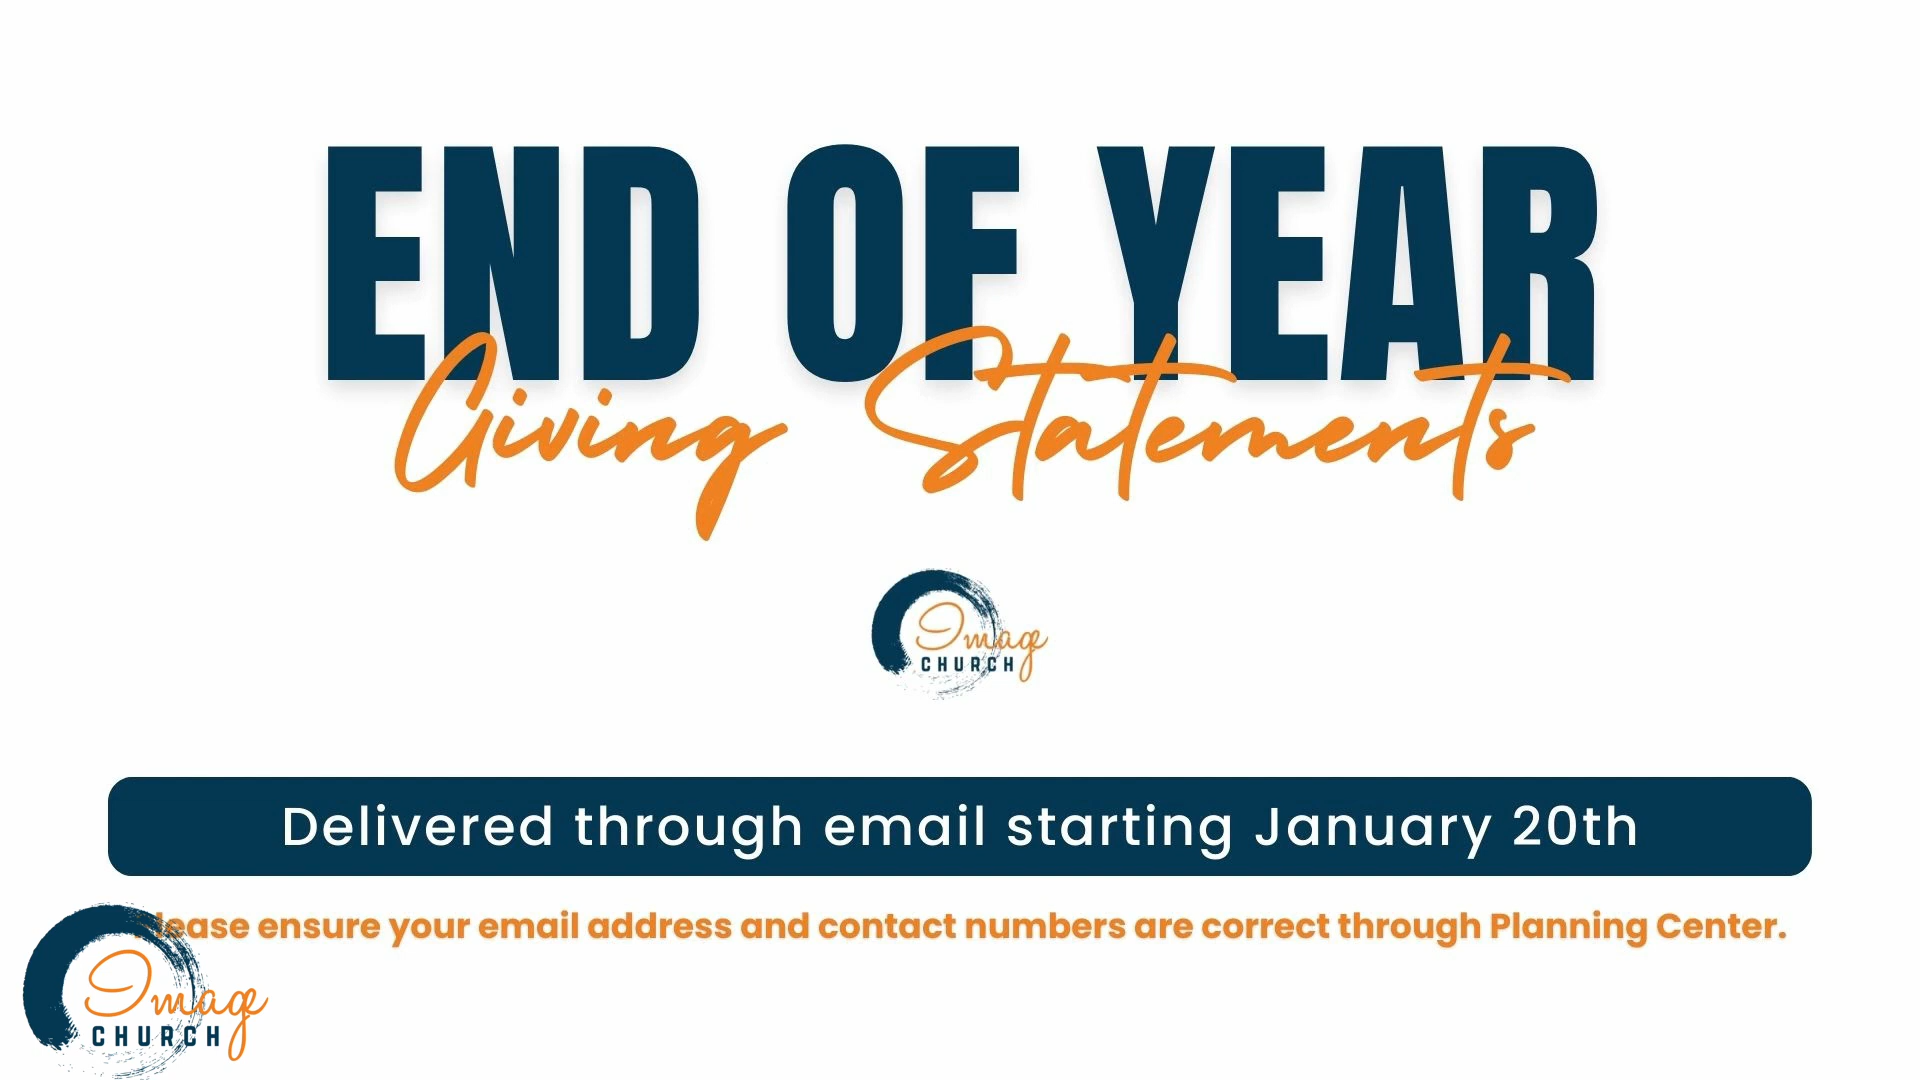 END OF YEAR
Giving Statements
Image
CHURCH
Delivered through email starting January 20th
lease ensure your email address and contact numbers are correct through Planning Center.
Image
CHURCH